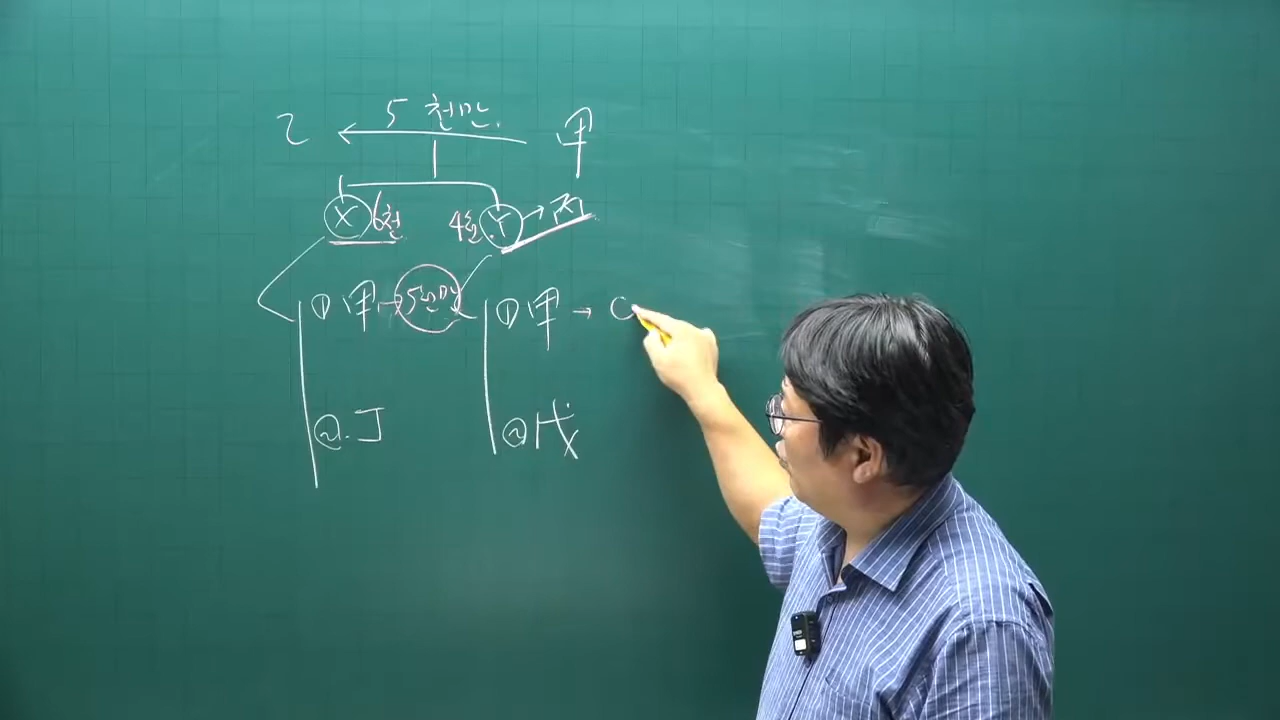 乙 ← 5천만. 甲
X 6천 4천 Y → 丙
① 甲 → 5천만 ① 甲 →
② 丁 ② 戊